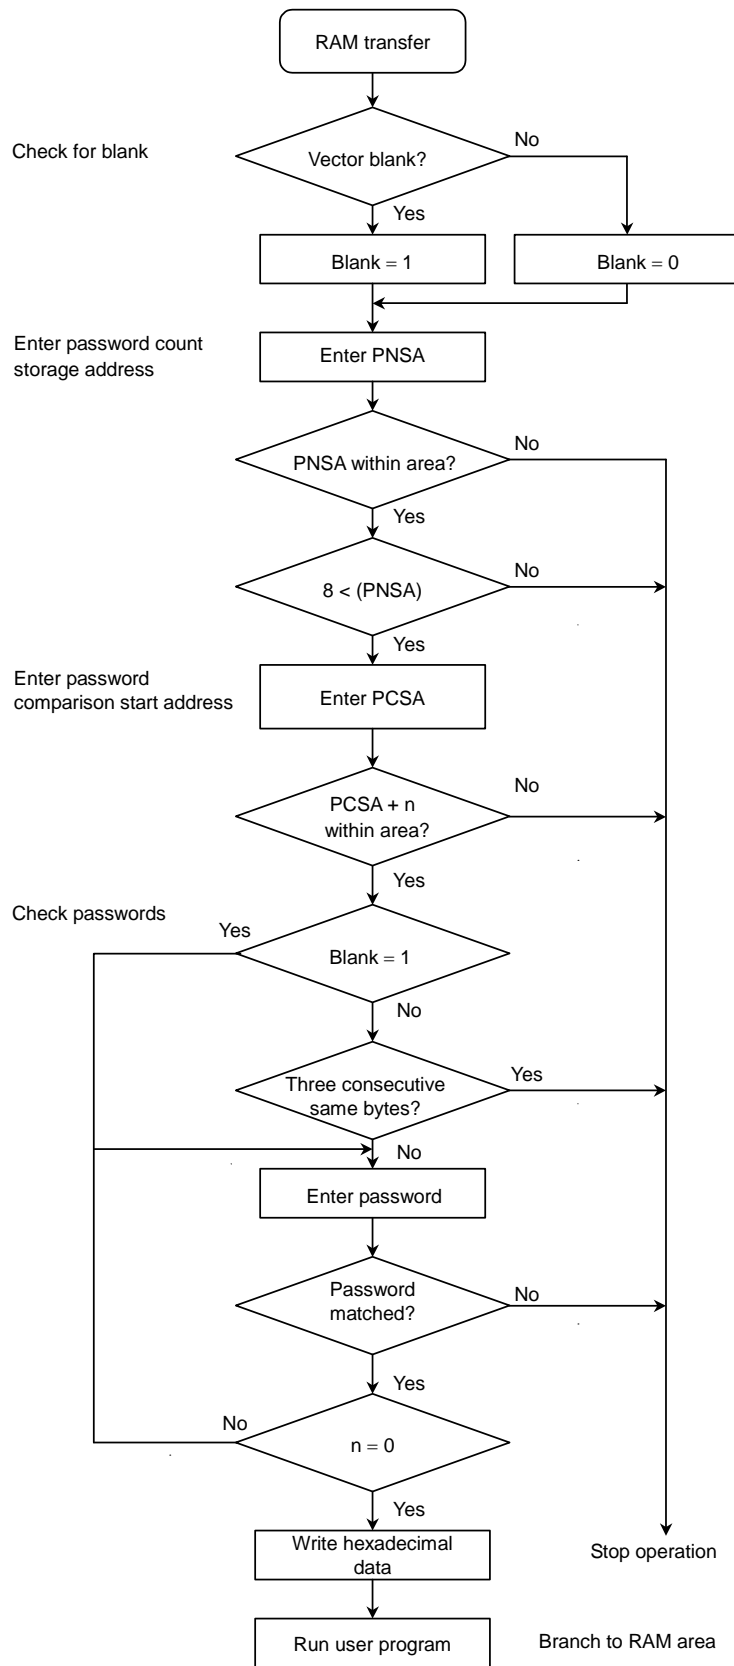 RAM transfer
Check for blank
Vector blank?
No
Yes
Blank = 1
Blank = 0
Enter password count
storage address
Enter PNSA
PNSA within area?
No
Yes
8 < (PNSA)
No
Yes
Enter password
comparison start address
Enter PCSA
PCSA + n
within area?
No
Yes
Check passwords
Yes
Blank = 1
No
Three consecutive
same bytes?
Yes
No
Enter password
Password
matched?
No
Yes
No
n = 0
Yes
Write hexadecimal
data
Stop operation
Run user program
Branch to RAM area